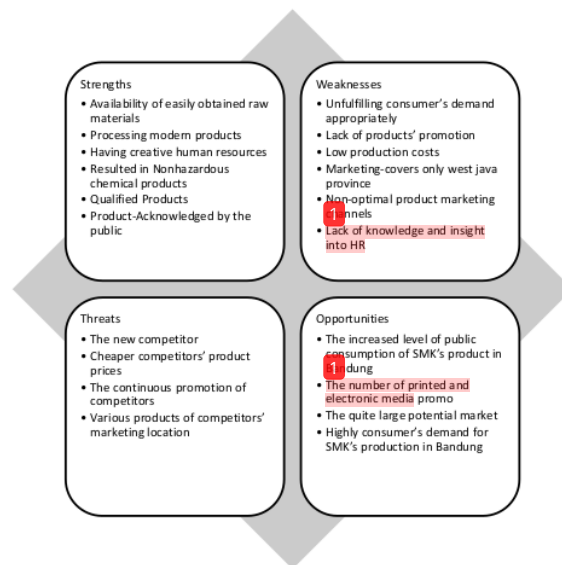 Strengths
• Availability of easily obtained raw
materials
• Processing modern products
• Having creative human resources
• Resulted in Nonhazardous
chemical products
• Qualified Products
• Product-Acknowledged by the
public
Weaknesses
• Unfulfilling consumer's demand
appropriately
• Lack of products' promotion
• Low production costs
• Marketing-covers only west java
province
• Non-optimal product marketing
1
channels
• Lack of knowledge and insight
into HR
Threats
• The new competitor
• Cheaper competitors' product
prices
• The continuous promotion of
competitors
• Various products of competitors'
marketing location
Opportunities
• The increased level of public
consumption of SMK's product in
1
Bandung
• The number of printed and
electronic media promo
• The quite large potential market
• Highly consumer's demand for
SMK's production in Bandung